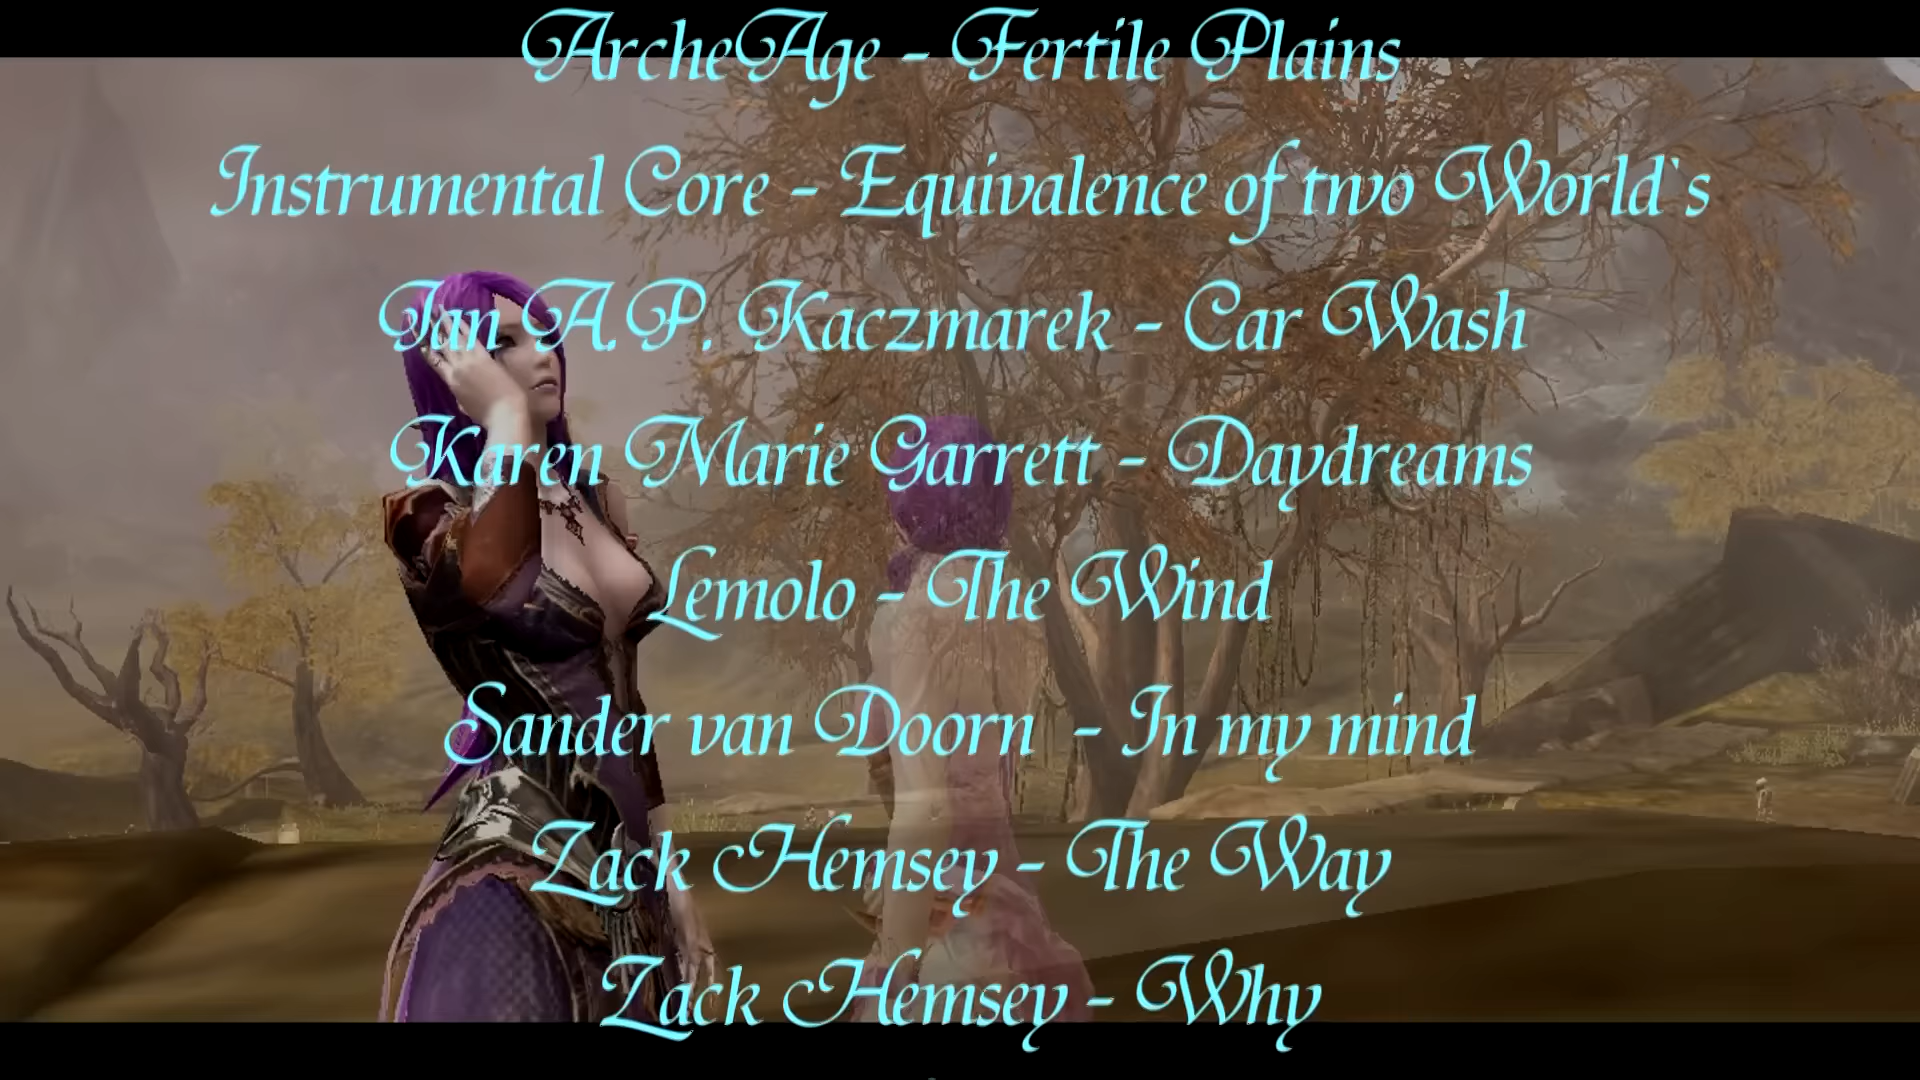 ArcheAge - Fertile Plains
Instrumental Core - Equivalence of two World`s
Jan A.P. Kaczmarek - Car Wash
Karen Marie Garrett - Daydreams
Lemolo - The Wind
Sander van Doorn - In my mind
Zack Hemsey - The Way
Zack Hemsey - Why